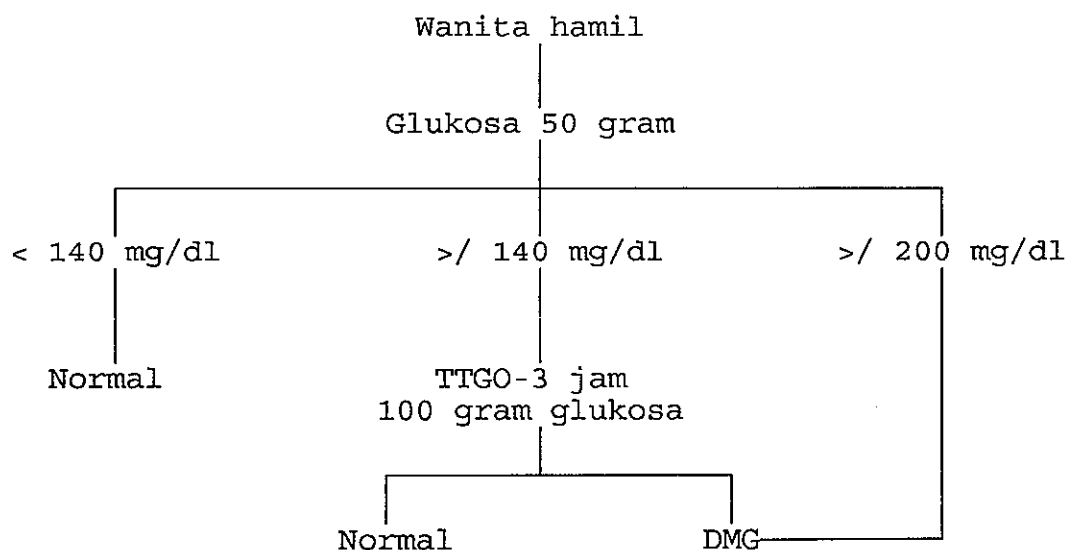 Wanita hamil
Glukosa 50 gram
< 140 mg/dl >/ 140 mg/dl >/ 200 mg/dl
Normal TTGO-3 jam
100 gram glukosa
Normal DMG